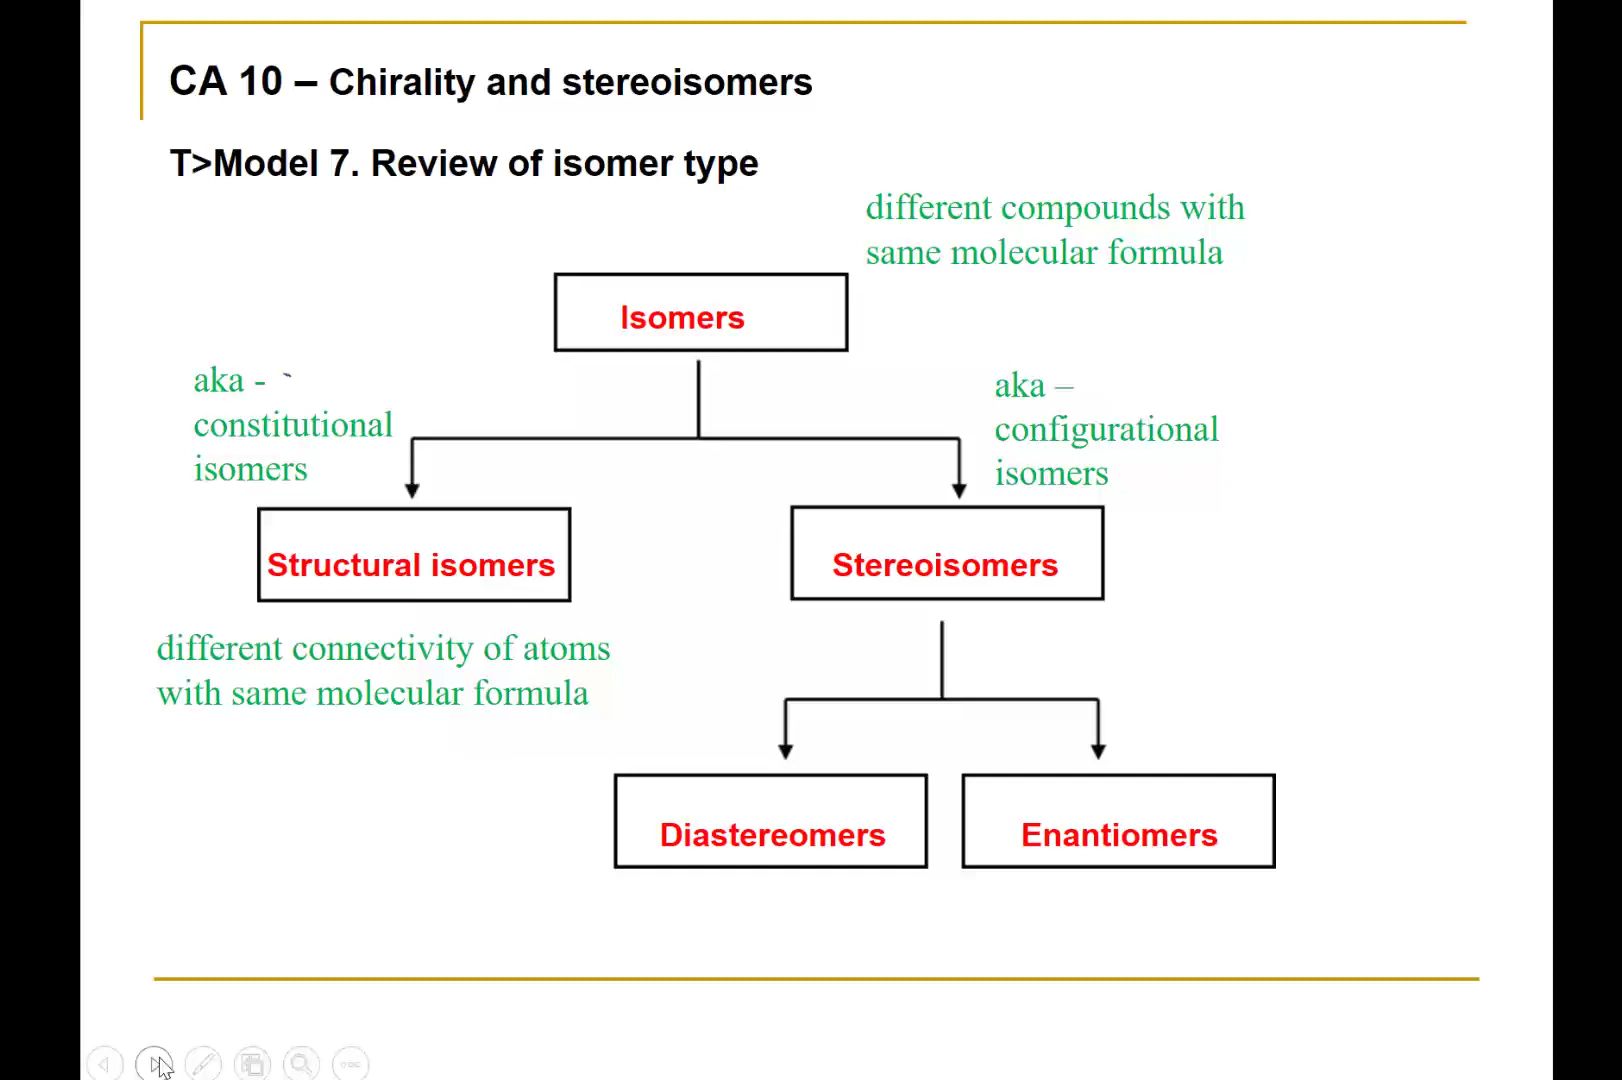 CA 10 – Chirality and stereoisomers
T>Model 7. Review of isomer type
different compounds with
same molecular formula
Isomers
aka -
constitutional
isomers
aka –
configurational
isomers
Structural isomers
Stereoisomers
different connectivity of atoms
with same molecular formula
Diastereomers
Enantiomers